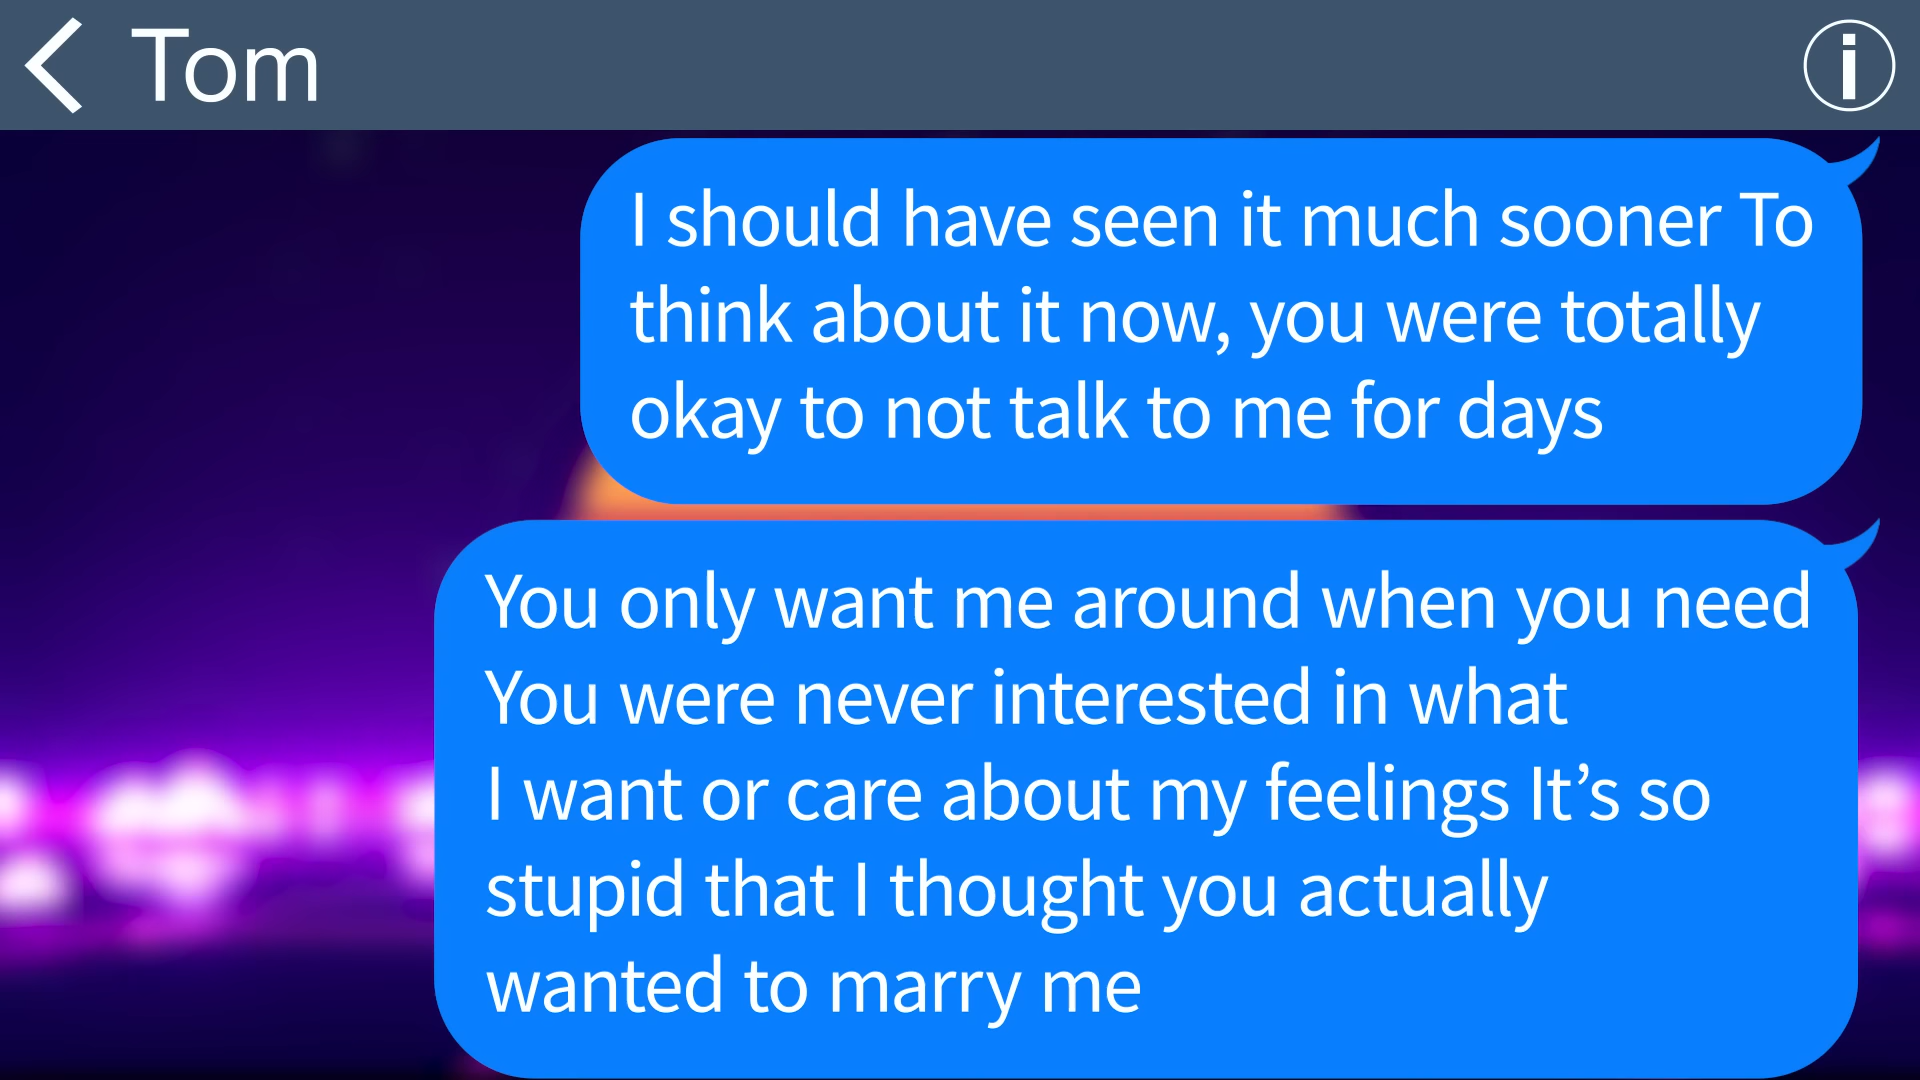 Tom
I should have seen it much sooner To
think about it now, you were totally
okay to not talk to me for days
You only want me around when you need
You were never interested in what
I want or care about my feelings It’s so
stupid that I thought you actually
wanted to marry me